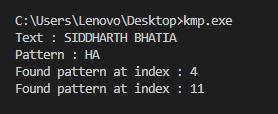 C:\Users\Lenovo\Desktop>kmp.exe
Text : SIDDHARTH BHATIA
Pattern : HA
Found pattern at index : 4
Found pattern at index : 11